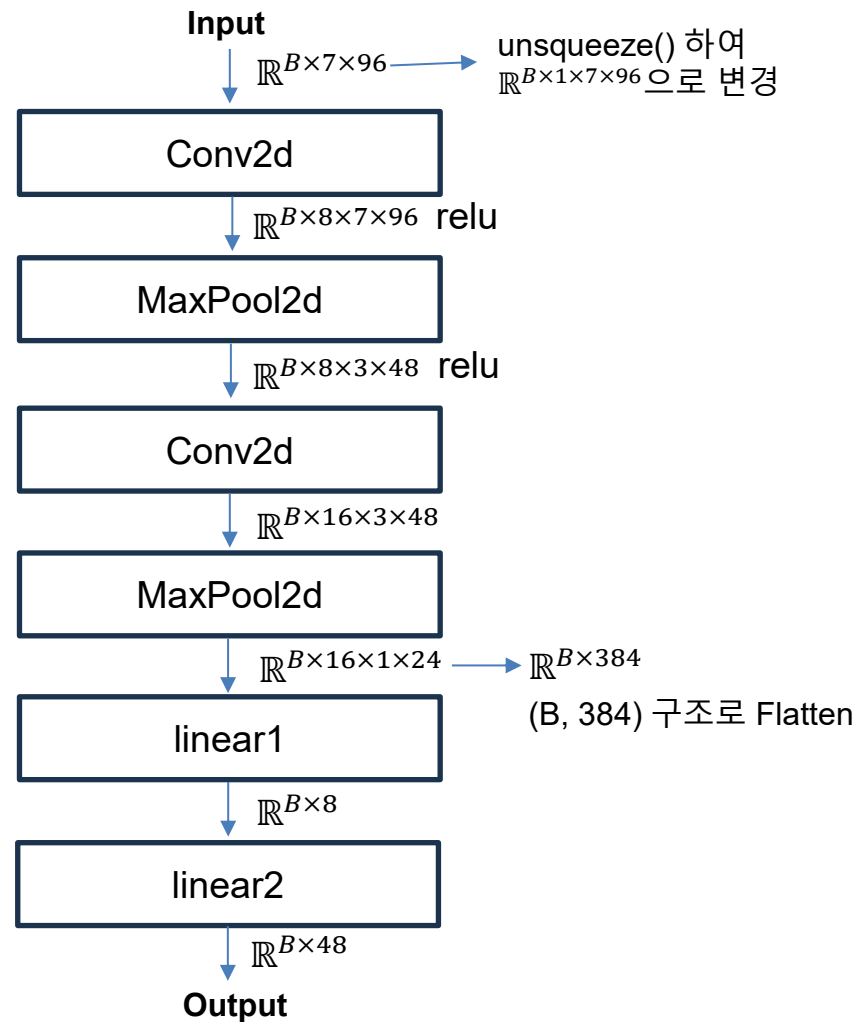 Input
ℝ^{B×7×96}
unsqueeze() 하여
ℝ^{B×1×7×96}으로 변경
Conv2d
ℝ^{B×8×7×96} relu
MaxPool2d
ℝ^{B×8×3×48} relu
Conv2d
ℝ^{B×16×3×48}
MaxPool2d
ℝ^{B×16×1×24}
ℝ^{B×384}
(B, 384) 구조로 Flatten
linear1
ℝ^{B×8}
linear2
ℝ^{B×48}
Output